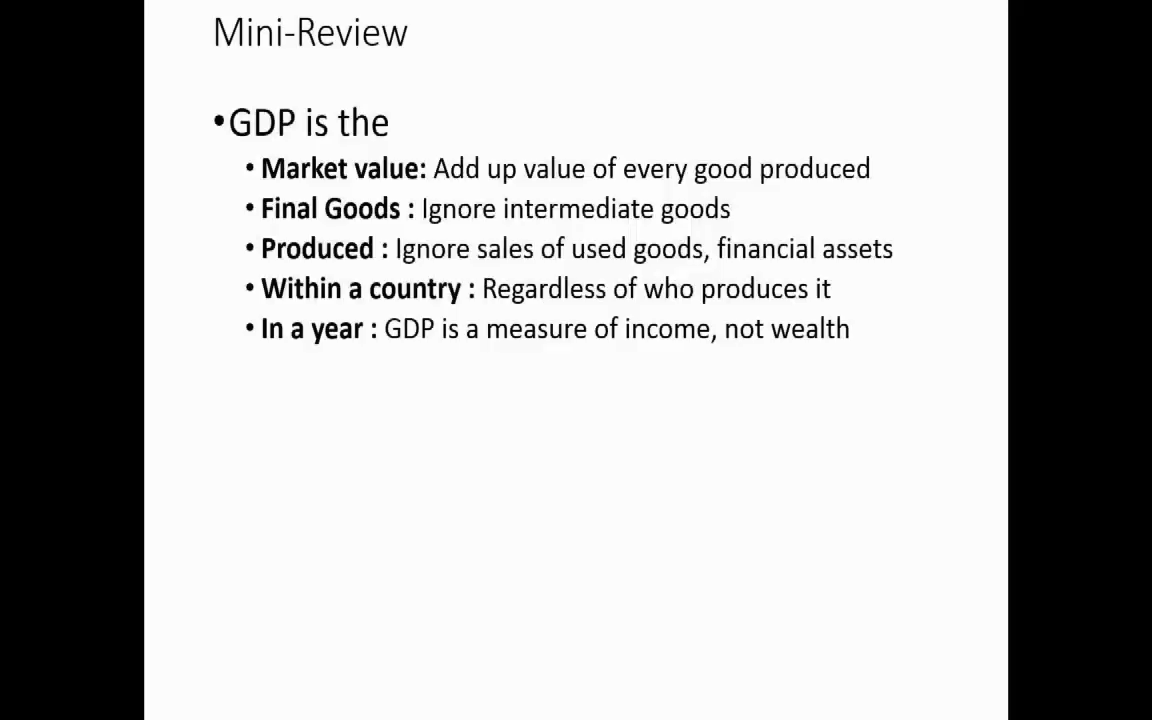 Mini-Review
•GDP is the
• Market value: Add up value of every good produced
• Final Goods : Ignore intermediate goods
• Produced : Ignore sales of used goods, financial assets
• Within a country : Regardless of who produces it
• In a year : GDP is a measure of income, not wealth